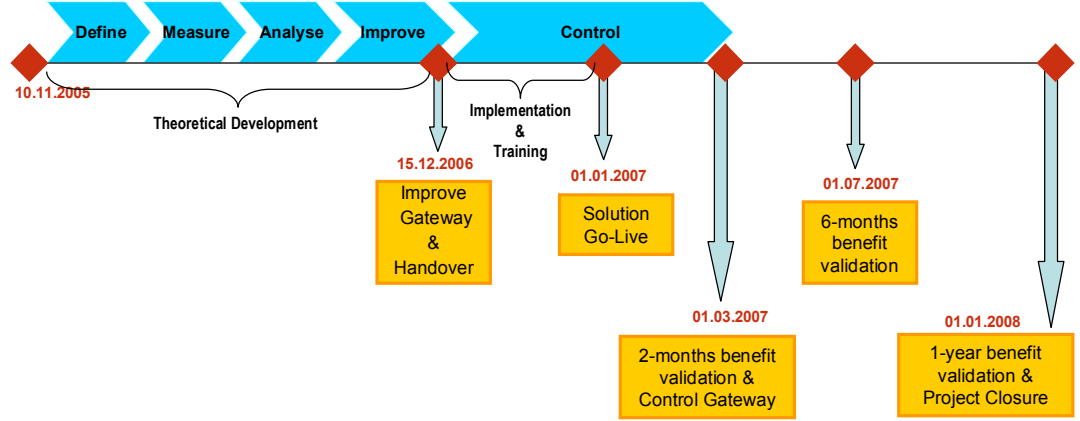 Define
Measure
Analyse
Improve
Control
10.11.2005
Theoretical Development
Implementation
&
Training
15.12.2006
Improve
Gateway
&
Handover
01.01.2007
Solution
Go-Live
01.03.2007
2-months benefit
validation &
Control Gateway
01.07.2007
6-months
benefit
validation
01.01.2008
1-year benefit
validation &
Project Closure